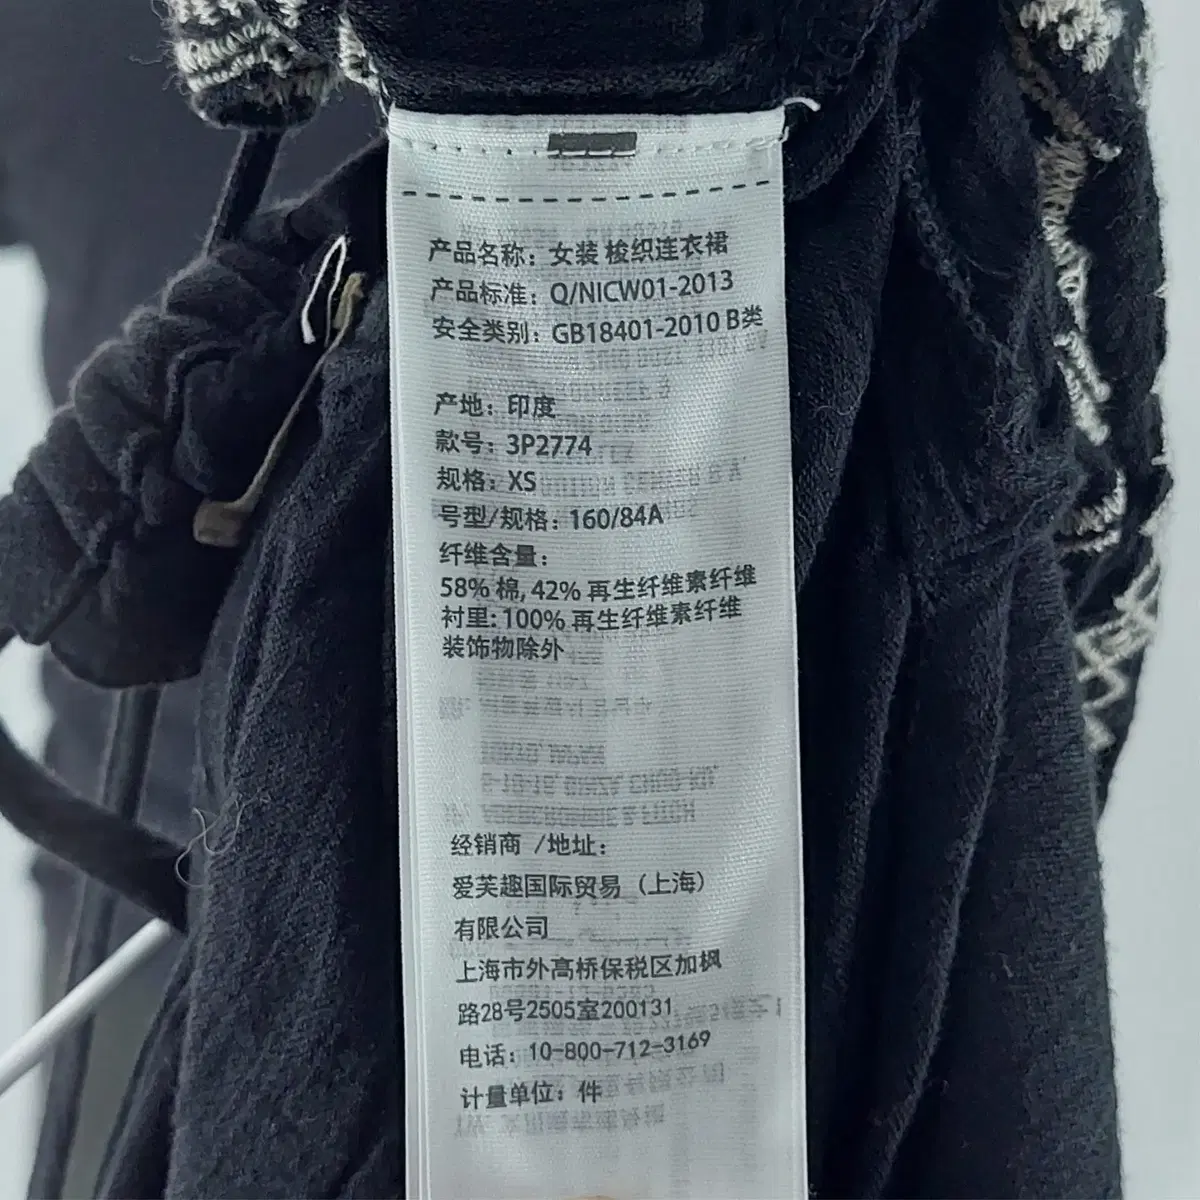 产品名称：女装 梭织连衣裙
产品标准：Q/NICW01-2013
安全类别：GB18401-2010 B类
产地：印度
款号：3P2774
规格：XS
号型/规格：160/84A
纤维含量：
58% 棉, 42% 再生纤维素纤维
衬里：100% 再生纤维素纤维
装饰物除外
经销商 /地址：
爱芙趣国际贸易（上海）
有限公司
上海市外高桥保税区加枫
路28号2505室200131
电话：10-800-712-3169
计量单位：件